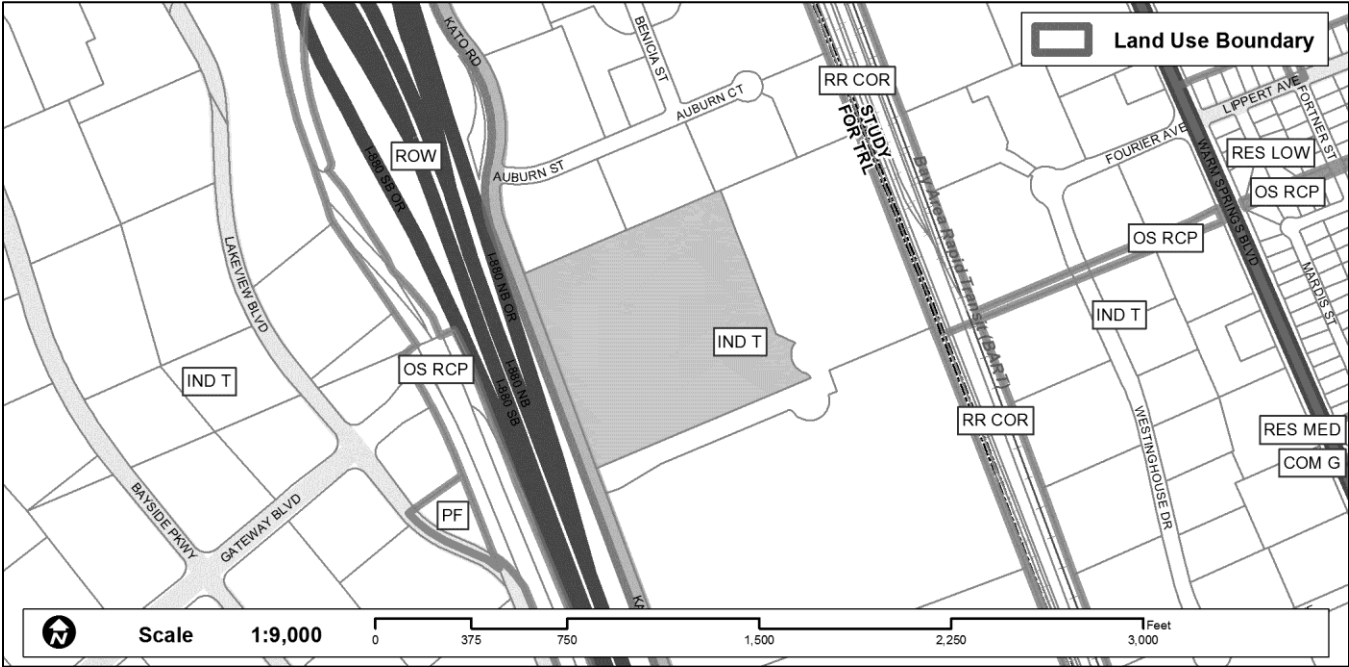 Land Use Boundary
KATO RD
BENICIA ST
RR COR
AUBURN CT
STUDY
FOR TRL
LIPPERT AVE
FORTNER ST
FOURIER AVE
WARM SPRINGS BLVD
RES LOW
ROW
I-880 SB OR
AUBURN ST
Bay Area Rapid Transit (BART)
OS RCP
OS RCP
LAKEVIEW BLVD
I-880 NB OR
MARDIS ST
IND T
IND T
IND T
OS RCP
I-880 NB
I-880 SB
RR COR
WESTINGHOUSE DR
RES MED
COM G
BAYSIDE PKWY
GATEWAY BLVD
PF
N
Scale 1:9,000
0 375 750 1,500 2,250 3,000
Feet